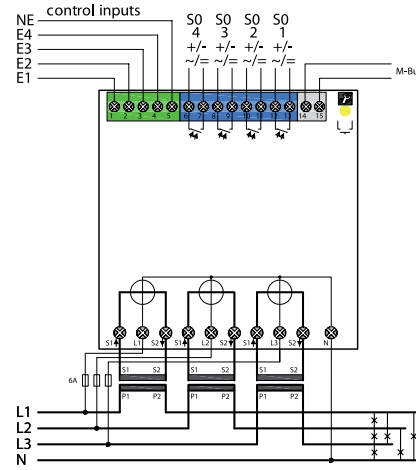 control inputs
NE
E4
E3
E2
E1
S0 S0 S0 S0
4 3 2 1
+/- +/- +/- +/-
~/= ~/= ~/= ~/=
M-Bu
1 2 3 4 5 6 7 8 9 10 11 12 13 14 15
S1 L1 S2 S1 L2 S2 S1 L3 S2 N
6A
S1 S2 S1 S2 S1 S2
P1 P2 P1 P2 P1 P2
L1
L2
L3
N